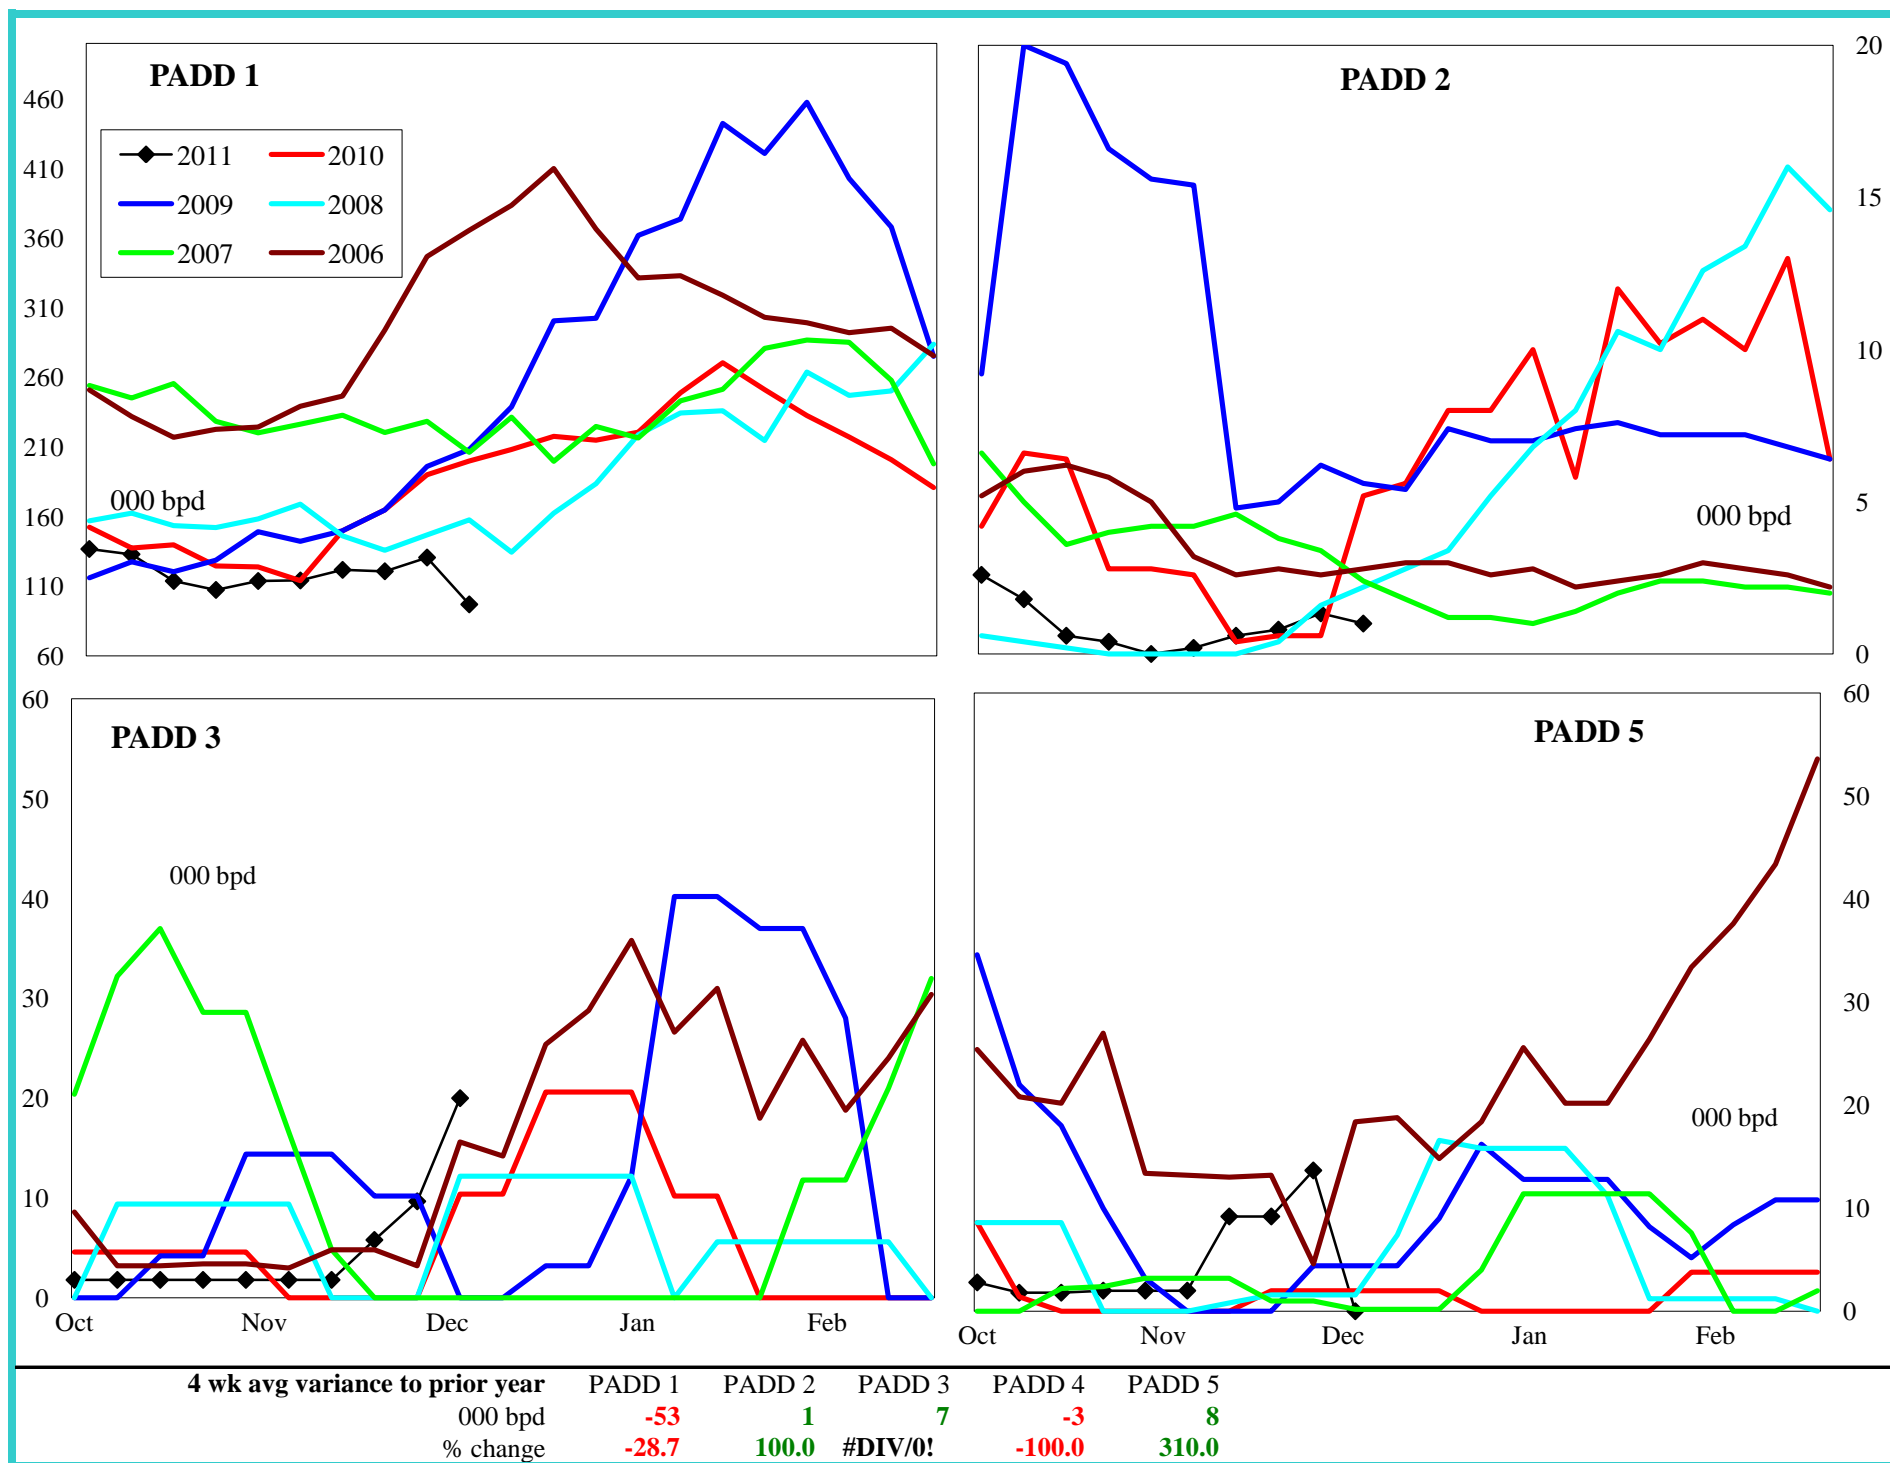 PADD 1
460
410
360
310
260
210
160
110
60
2011 2010
2009 2008
2007 2006
000 bpd
PADD 2
20
15
10
5
0
000 bpd
PADD 3
60
50
40
30
20
10
0
000 bpd
Oct Nov Dec Jan Feb
PADD 5
60
50
40
30
20
10
0
000 bpd
Oct Nov Dec Jan Feb
4 wk avg variance to prior year PADD 1 PADD 2 PADD 3 PADD 4 PADD 5
000 bpd -53 1 7 -3 8
% change -28.7 100.0 #DIV/0! -100.0 310.0